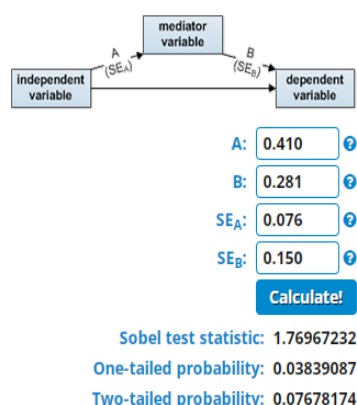 mediator
variable
A
(SEA)
B
(SEB)
independent
variable
dependent
variable
A: 0.410 ?
B: 0.281 ?
SEA: 0.076 ?
SEB: 0.150 ?
Calculate!
Sobel test statistic: 1.76967232
One-tailed probability: 0.03839087
Two-tailed probability: 0.07678174